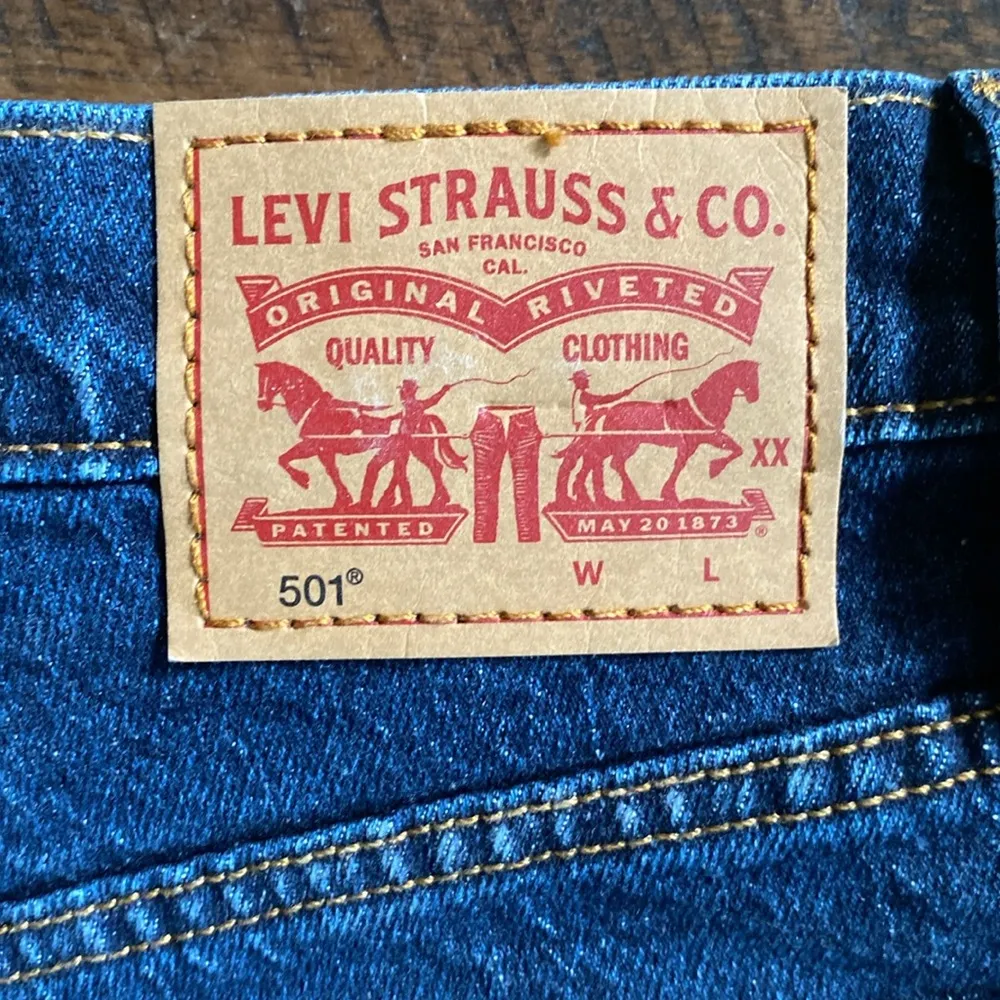 LEVI STRAUSS & CO.
SAN FRANCISCO
CAL.
ORIGINAL RIVETED
QUALITY CLOTHING
XX
PATENTED MAY 20 1873 ®
501® W L